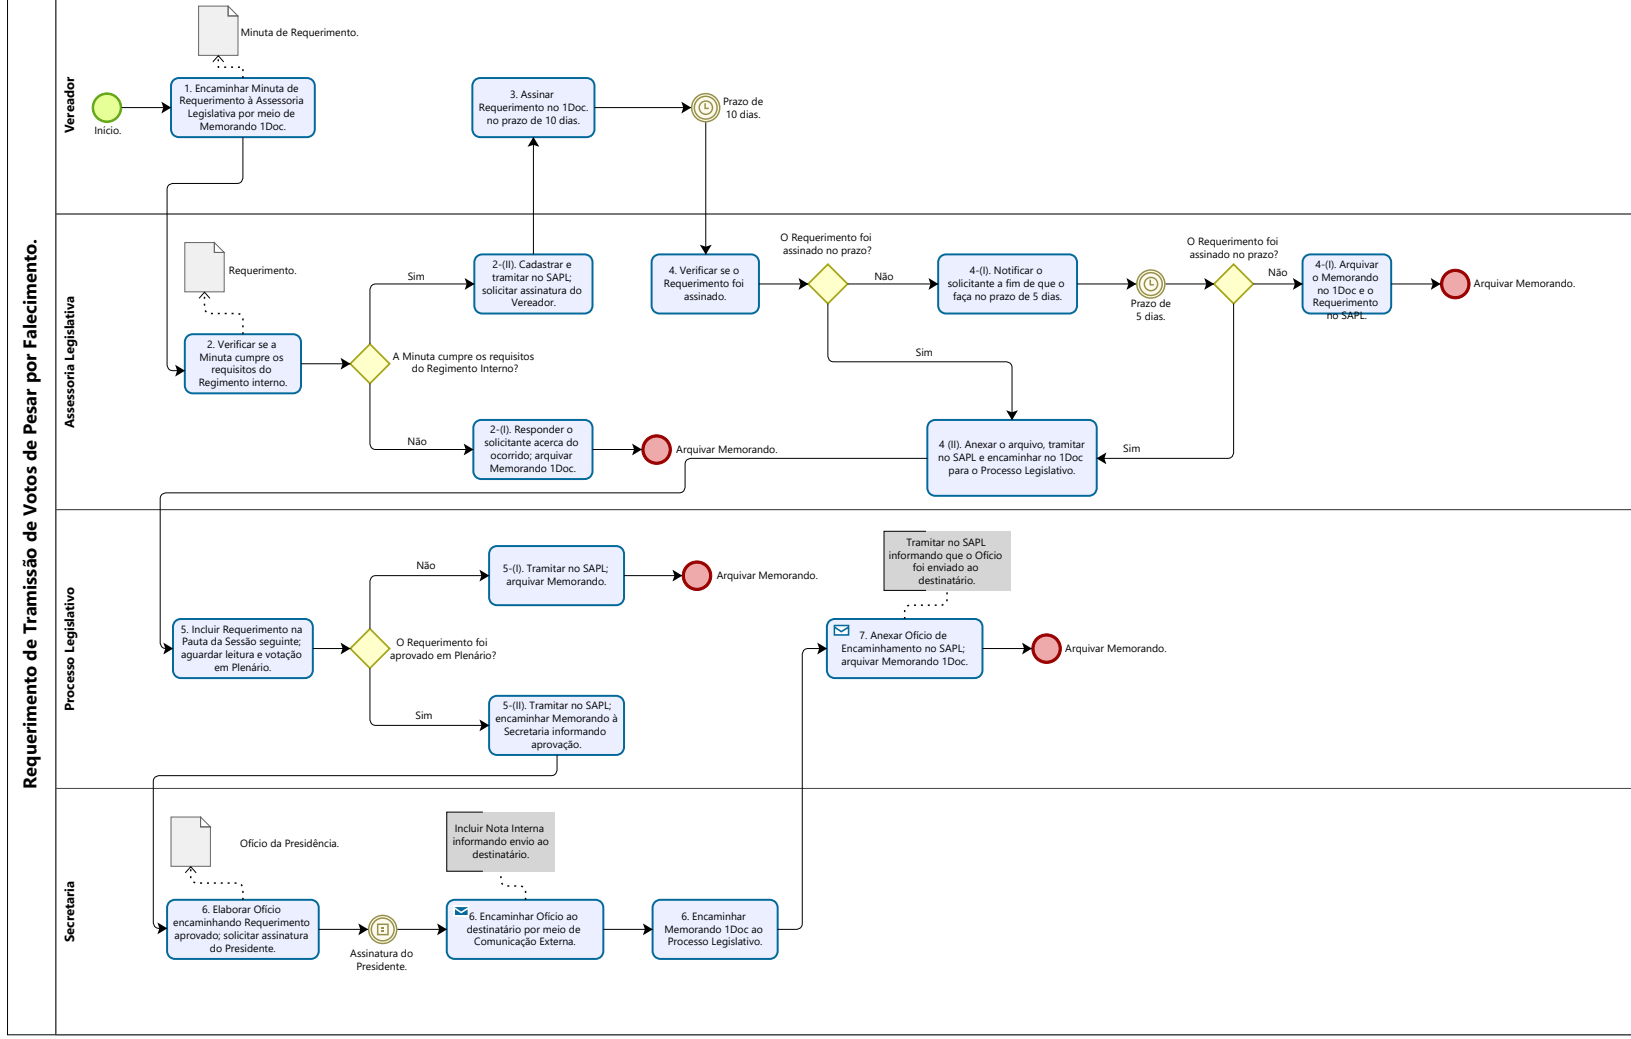 Requerimento de Tramissão de Votos de Pesar por Falecimento.
Vereador
Minuta de Requerimento.
Início.
1. Encaminhar Minuta de
Requerimento à Assessoria
Legislativa por meio de
Memorando 1Doc.
3. Assinar
Requerimento no 1Doc.
no prazo de 10 dias.
Prazo de
10 dias.
Assessoria Legislativa
Requerimento.
2. Verificar se a
Minuta cumpre os
requisitos do
Regimento interno.
A Minuta cumpre os requisitos
do Regimento Interno?
Sim
2-(II). Cadastrar e
tramitar no SAPL;
solicitar assinatura do
Vereador.
Não
2-(I). Responder o
solicitante acerca do
ocorrido; arquivar
Memorando 1Doc.
Arquivar Memorando.
4. Verificar se o
Requerimento foi
assinado.
O Requerimento foi
assinado no prazo?
Não
4-(I). Notificar o
solicitante a fim de que o
faça no prazo de 5 dias.
Prazo de
5 dias.
O Requerimento foi
assinado no prazo?
Não
4-(I). Arquivar
o Memorando
no 1Doc e o
Requerimento
no SAPL.
Arquivar Memorando.
Sim
Sim
4 (II). Anexar o arquivo, tramitar
no SAPL e encaminhar no 1Doc
para o Processo Legislativo.
Processo Legislativo
5. Incluir Requerimento na
Pauta da Sessão seguinte;
aguardar leitura e votação
em Plenário.
O Requerimento foi
aprovado em Plenário?
Não
5-(I). Tramitar no SAPL;
arquivar Memorando.
Arquivar Memorando.
Sim
5-(II). Tramitar no SAPL;
encaminhar Memorando à
Secretaria informando
aprovação.
Tramitar no SAPL
informando que o Ofício
foi enviado ao
destinatário.
7. Anexar Ofício de
Encaminhamento no SAPL;
arquivar Memorando 1Doc.
Arquivar Memorando.
Secretaria
Ofício da Presidência.
6. Elaborar Ofício
encaminhando Requerimento
aprovado; solicitar assinatura
do Presidente.
Assinatura do
Presidente.
Incluir Nota Interna
informando envio ao
destinatário.
6. Encaminhar Ofício ao
destinatário por meio de
Comunicação Externa.
6. Encaminhar
Memorando 1Doc ao
Processo Legislativo.